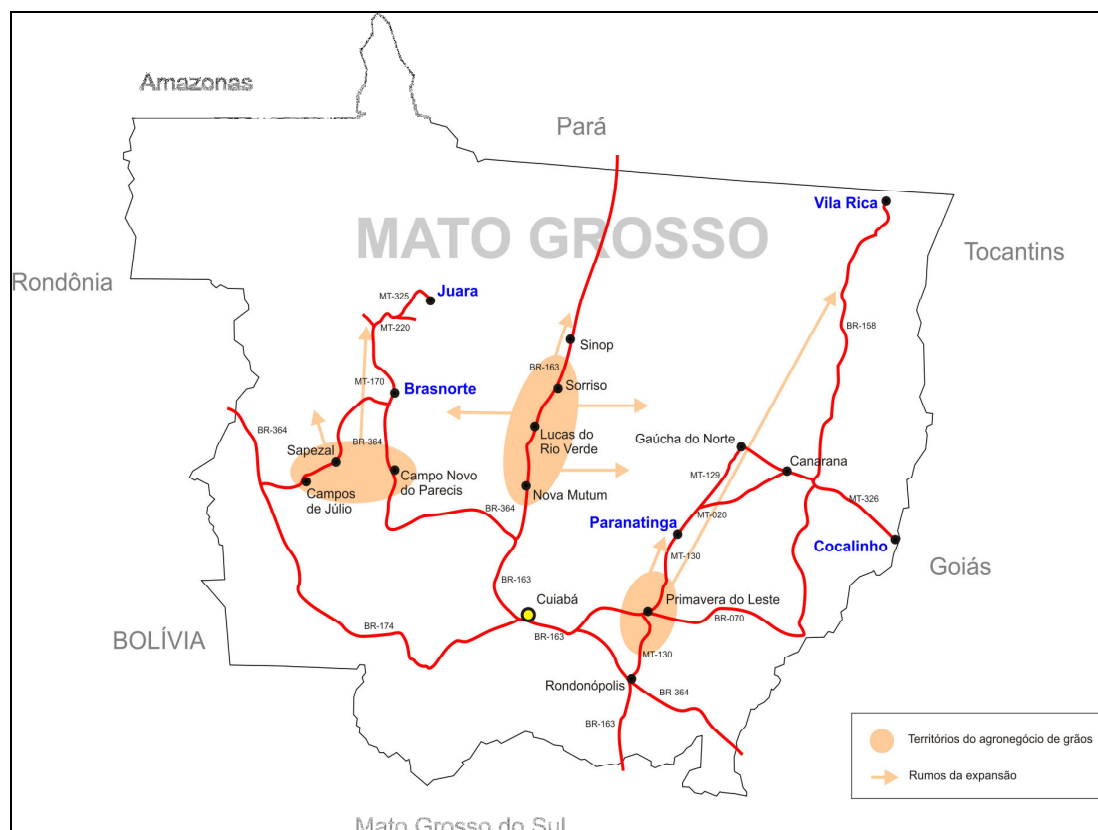 Amazonas
Pará
Vila Rica
MATO GROSSO
Tocantins
Rondônia
MT-325
Juara
MT-220
BR-158
Sinop
BR-163
Sorriso
MT-170
Brasnorte
BR-364
Lucas do
Rio Verde
Gaúcha do Norte
BR-364
Sapezal
Canarana
Campo Novo
do Parecis
MT-129
Campos
de Júlio
Nova Mutum
MT-326
BR-364
MT-020
Paranatinga
Cocalinho
MT-130
Goiás
BR-163
Cuiabá
Primavera do Leste
BR-070
BR-174
BR-163
BOLÍVIA
MT-130
Rondonópolis
BR-364
BR-163
Territórios do agronegócio de grãos
Rumos da expansão
Mato Grosso do Sul